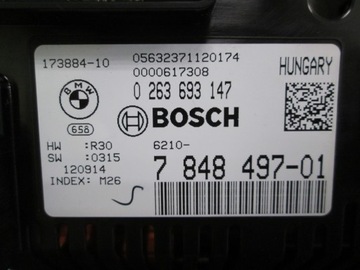 173884-10 05632371120174 HUNGARY
0000617308
0 263 693 147
BMW
BOSCH
658
HW :R30 6210-
SW :0315 7 848 497-01
120914
INDEX: M26